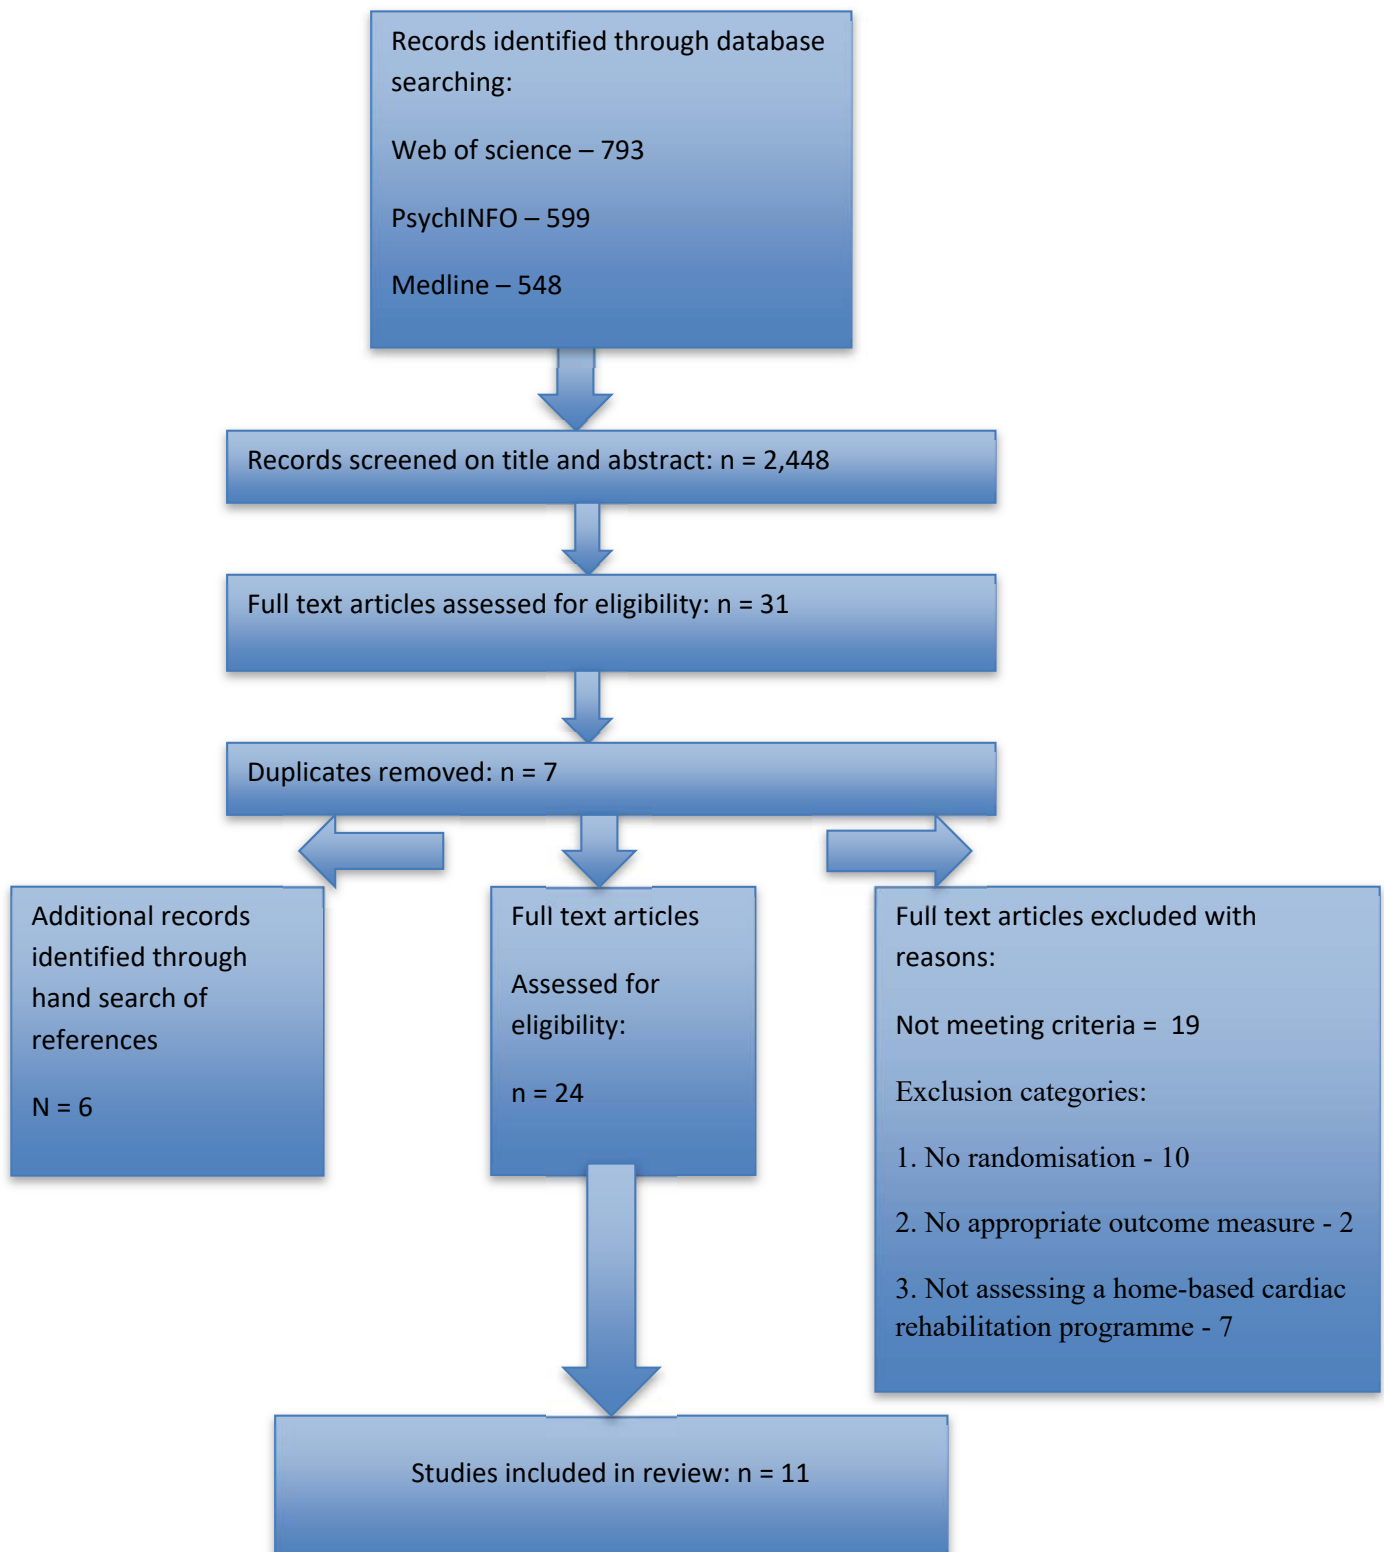 Records identified through database
searching:
Web of science – 793
PsychINFO – 599
Medline – 548
Records screened on title and abstract: n = 2,448
Full text articles assessed for eligibility: n = 31
Duplicates removed: n = 7
Additional records
identified through
hand search of
references
N = 6
Full text articles
Assessed for
eligibility:
n = 24
Full text articles excluded with
reasons:
Not meeting criteria =  19
Exclusion categories:
1. No randomisation - 10
2. No appropriate outcome measure - 2
3. Not assessing a home-based cardiac
rehabilitation programme - 7
Studies included in review: n = 11